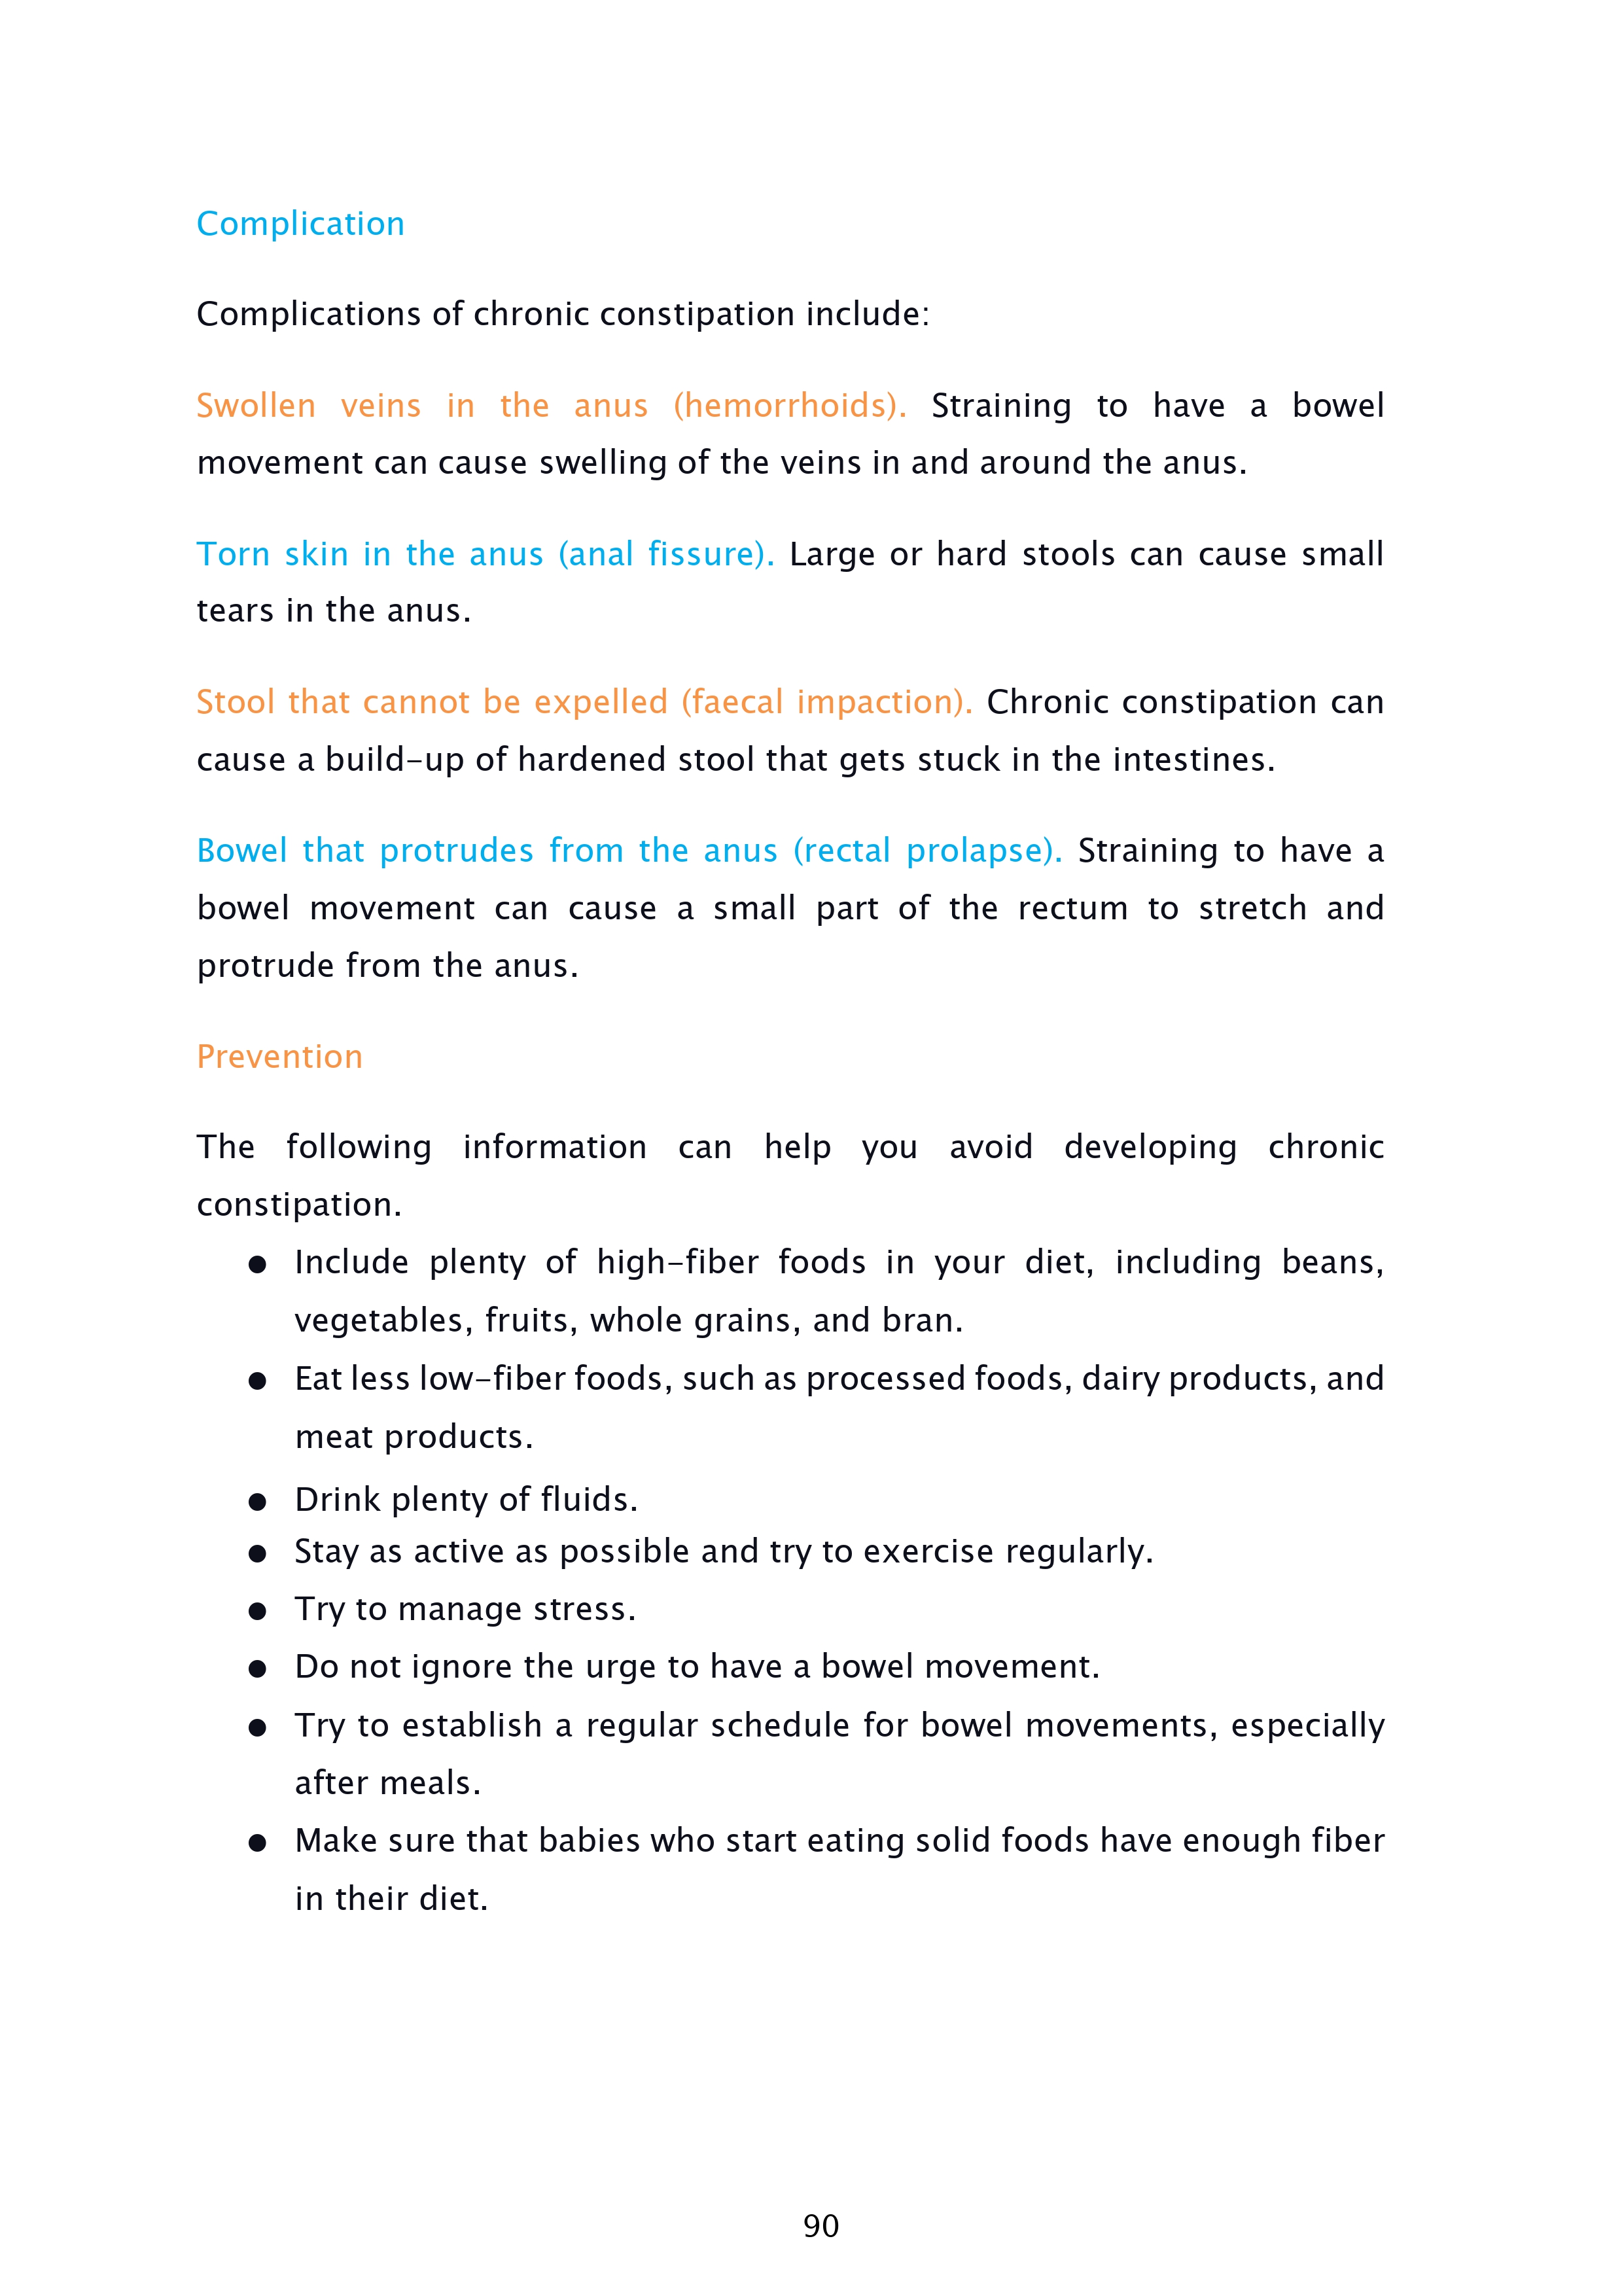 Complication
Complications of chronic constipation include:
Swollen veins in the anus (hemorrhoids). Straining to have a bowel
movement can cause swelling of the veins in and around the anus.
Torn skin in the anus (anal fissure). Large or hard stools can cause small
tears in the anus.
Stool that cannot be expelled (faecal impaction). Chronic constipation can
cause a build-up of hardened stool that gets stuck in the intestines.
Bowel that protrudes from the anus (rectal prolapse). Straining to have a
bowel movement can cause a small part of the rectum to stretch and
protrude from the anus.
Prevention
The following information can help you avoid developing chronic
constipation.
● Include plenty of high-fiber foods in your diet, including beans,
vegetables, fruits, whole grains, and bran.
● Eat less low-fiber foods, such as processed foods, dairy products, and
meat products.
● Drink plenty of fluids.
● Stay as active as possible and try to exercise regularly.
● Try to manage stress.
● Do not ignore the urge to have a bowel movement.
● Try to establish a regular schedule for bowel movements, especially
after meals.
● Make sure that babies who start eating solid foods have enough fiber
in their diet.
90